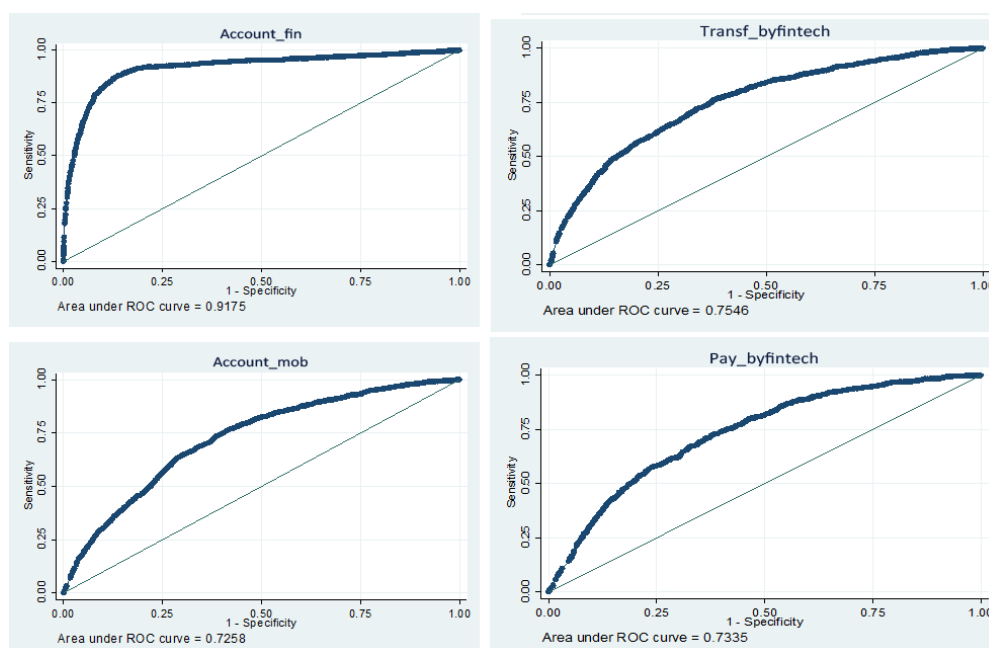 Account_fin
1.00
0.75
0.50
0.25
0.00
Sensitivity
0.00 0.25 0.50 0.75 1.00
1 - Specificity
Area under ROC curve = 0.9175
Transf_byfintech
1.00
0.75
0.50
0.25
0.00
Sensitivity
0.00 0.25 0.50 0.75 1.00
1 - Specificity
Area under ROC curve = 0.7546
Account_mob
1.00
0.75
0.50
0.25
0.00
Sensitivity
0.00 0.25 0.50 0.75 1.00
1 - Specificity
Area under ROC curve = 0.7258
Pay_byfintech
1.00
0.75
0.50
0.25
0.00
Sensitivity
0.00 0.25 0.50 0.75 1.00
1 - Specificity
Area under ROC curve = 0.7335